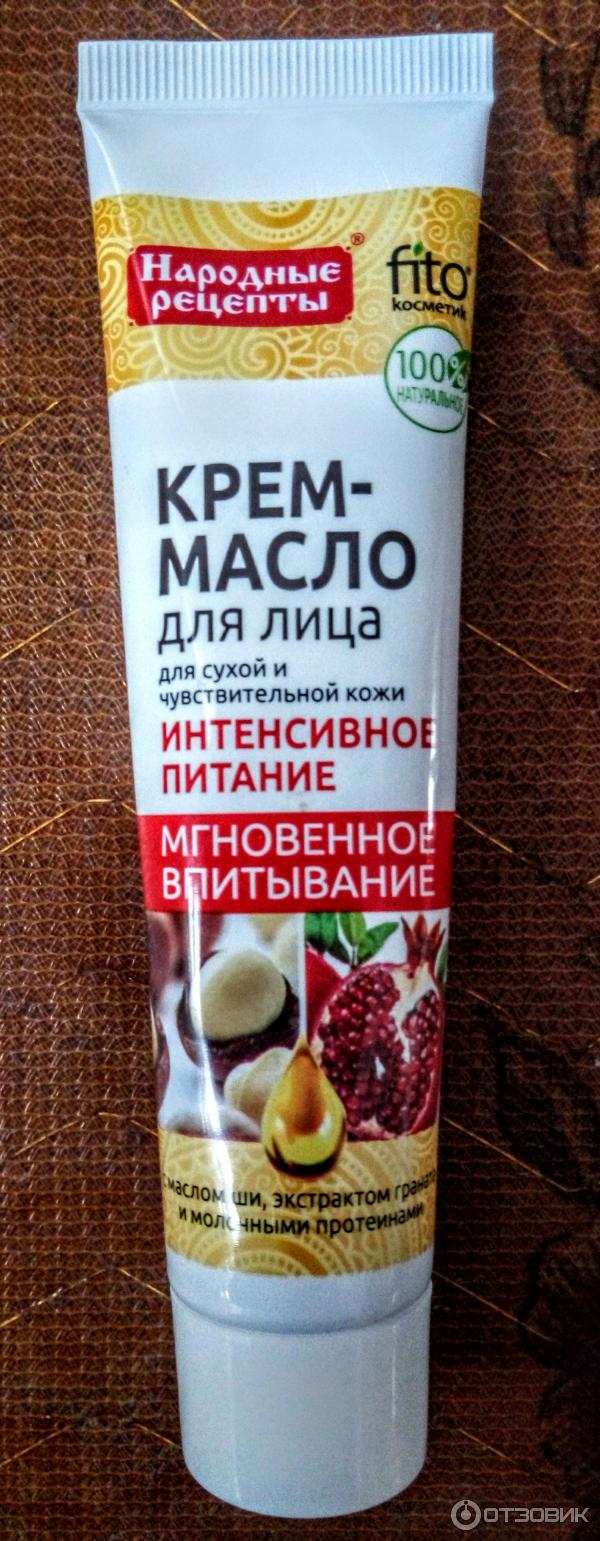 Народные
рецепты
®
fito®
косметик
100%
НАТУРАЛЬНОЕ
КРЕМ-
МАСЛО
для лица
для сухой и
чувствительной кожи
ИНТЕНСИВНОЕ
ПИТАНИЕ
МГНОВЕННОЕ
ВПИТЫВАНИЕ
с маслом ши, экстрактом граната
и молочными протеинами
ОТЗОВИК